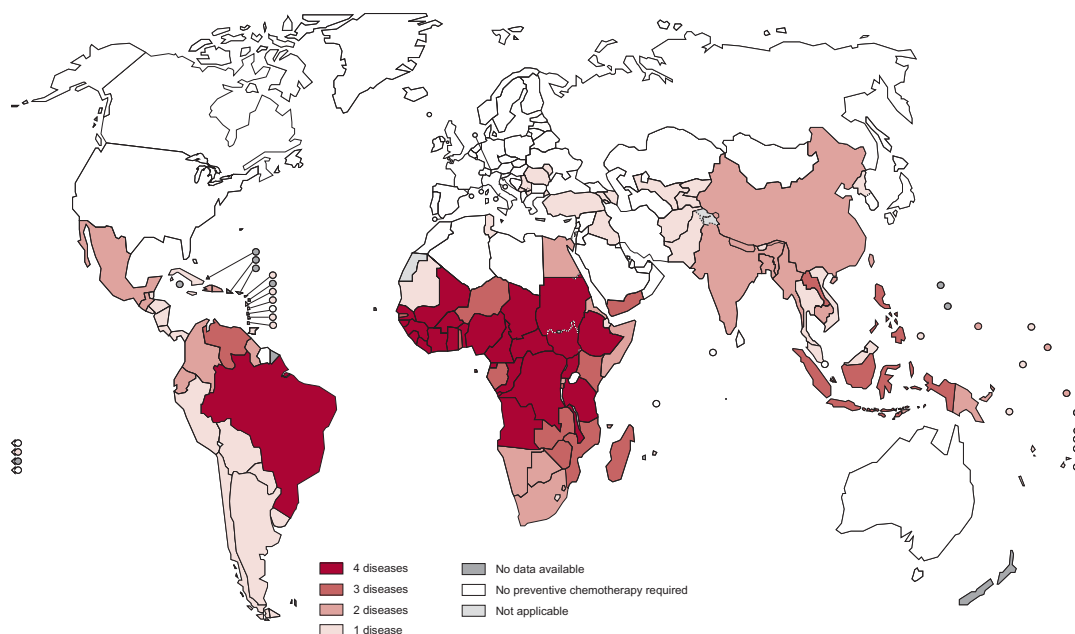 4 diseases
3 diseases
2 diseases
1 disease
No data available
No preventive chemotherapy required
Not applicable